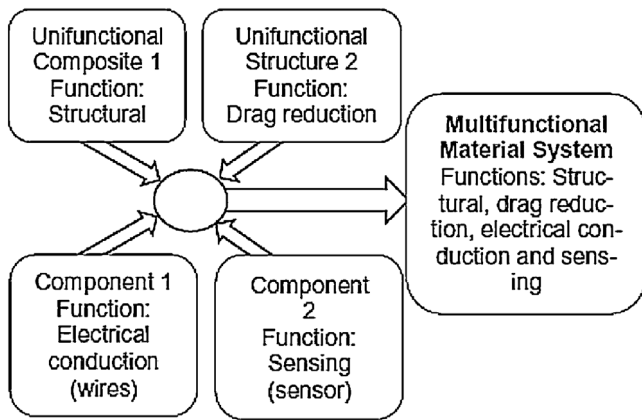 Unifunctional
Composite 1
Function:
Structural
Unifunctional
Structure 2
Function:
Drag reduction
Multifunctional
Material System
Functions: Struc-
tural, drag reduc-
tion, electrical con-
duction and sens-
ing
Component 1
Function:
Electrical
conduction
(wires)
Component
2
Function:
Sensing
(sensor)